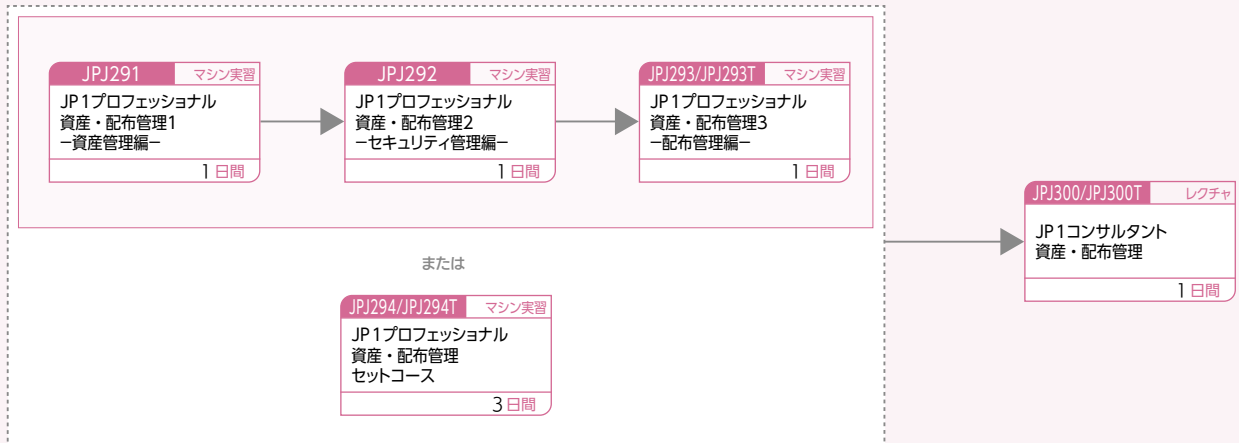 JPJ291 マシン実習
JP1プロフェッショナル
資産・配布管理1
−資産管理編−
1日間
JPJ292 マシン実習
JP1プロフェッショナル
資産・配布管理2
−セキュリティ管理編−
1日間
JPJ293/JPJ293T マシン実習
JP1プロフェッショナル
資産・配布管理3
−配布管理編−
1日間
または
JPJ294/JPJ294T マシン実習
JP1プロフェッショナル
資産・配布管理
セットコース
3日間
JPJ300/JPJ300T レクチャ
JP1コンサルタント
資産・配布管理
1日間